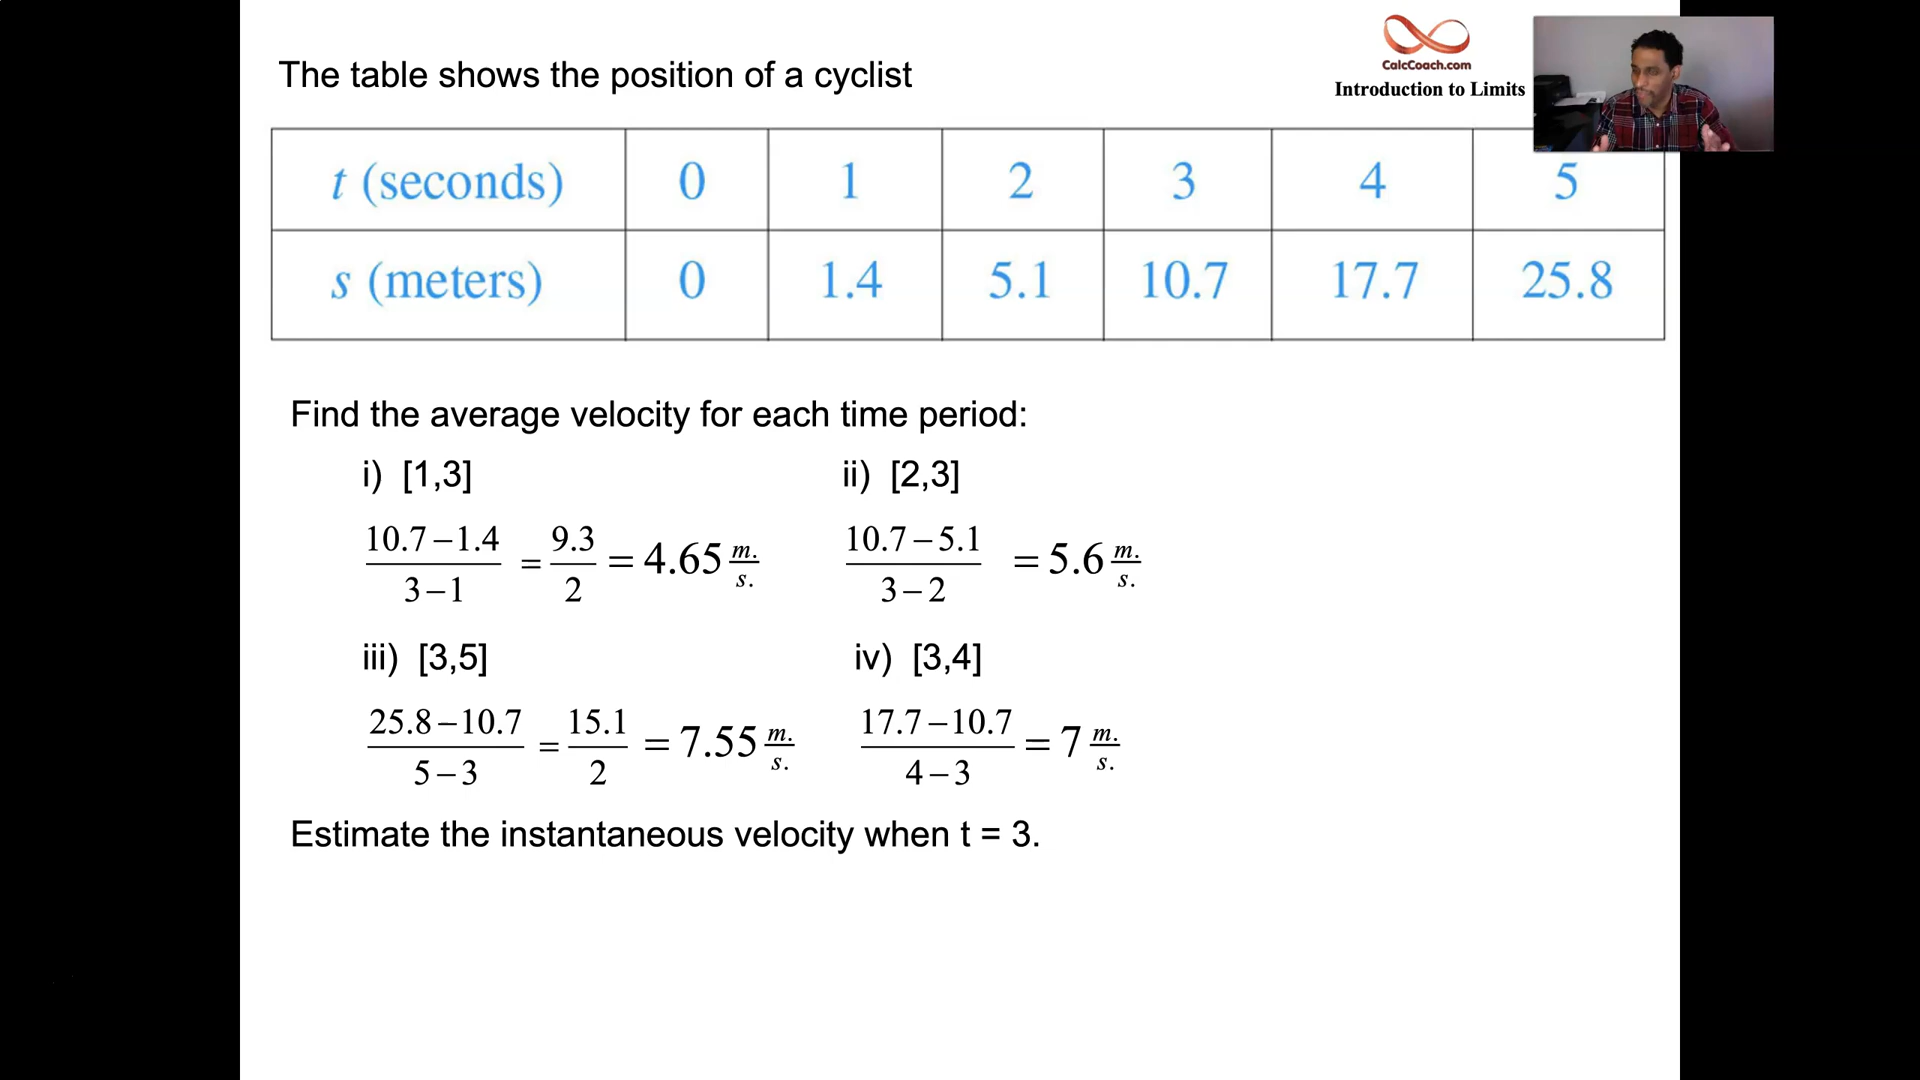 The table shows the position of a cyclist
CalcCoach.com
Introduction to Limits
t (seconds) 0 1 2 3 4 5
s (meters) 0 1.4 5.1 10.7 17.7 25.8
Find the average velocity for each time period:
i) [1,3] ii) [2,3]
10.7−1.4 / 3−1 = 9.3 / 2 = 4.65 m./s. 10.7−5.1 / 3−2 = 5.6 m./s.
iii) [3,5] iv) [3,4]
25.8−10.7 / 5−3 = 15.1 / 2 = 7.55 m./s. 17.7−10.7 / 4−3 = 7 m./s.
Estimate the instantaneous velocity when t = 3.